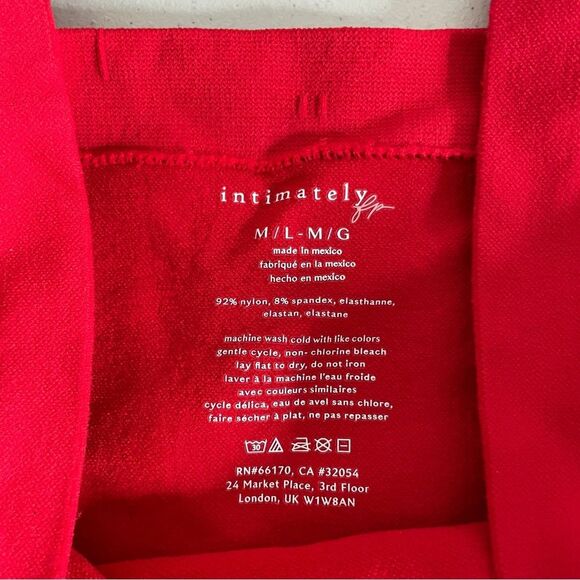 intimately fp
M/L-M/G
made in mexico
fabriqué en la mexico
hecho en mexico
92% nylon, 8% spandex, elasthanne,
elastan, elastane
machine wash cold with like colors
gentle cycle, non- chlorine bleach
lay flat to dry, do not iron
laver à la machine l'eau froide
avec couleurs similaires
cycle délica, eau de avel sans chlore,
faire sécher à plat, ne pas repasser
30
RN#66170, CA #32054
24 Market Place, 3rd Floor
London, UK W1W8AN